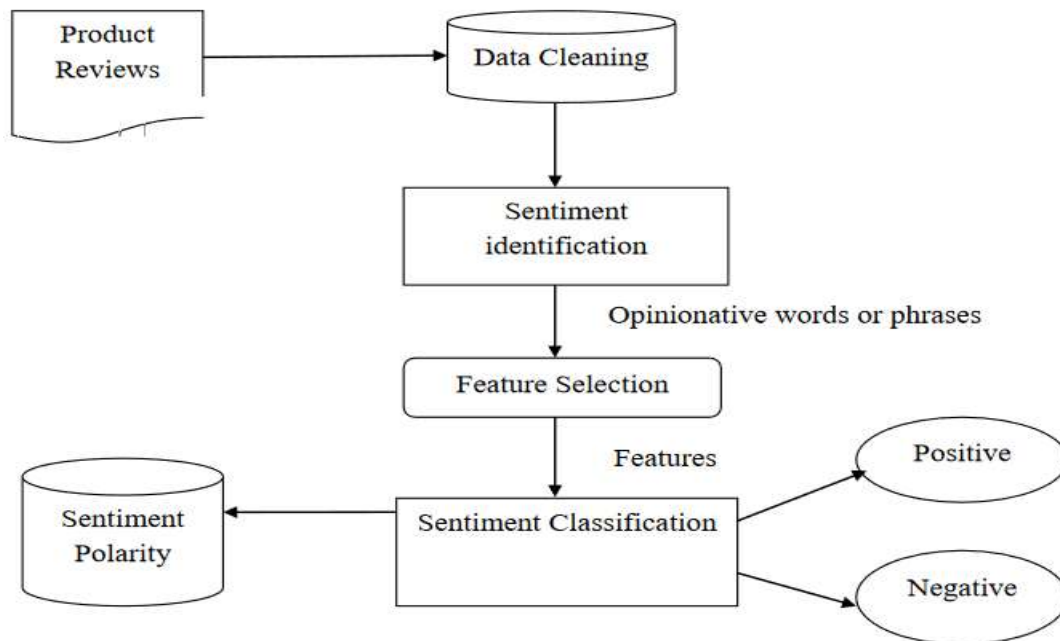 Product
Reviews
Data Cleaning
Sentiment
identification
Opinionative words or phrases
Feature Selection
Features
Positive
Sentiment
Polarity
Sentiment Classification
Negative